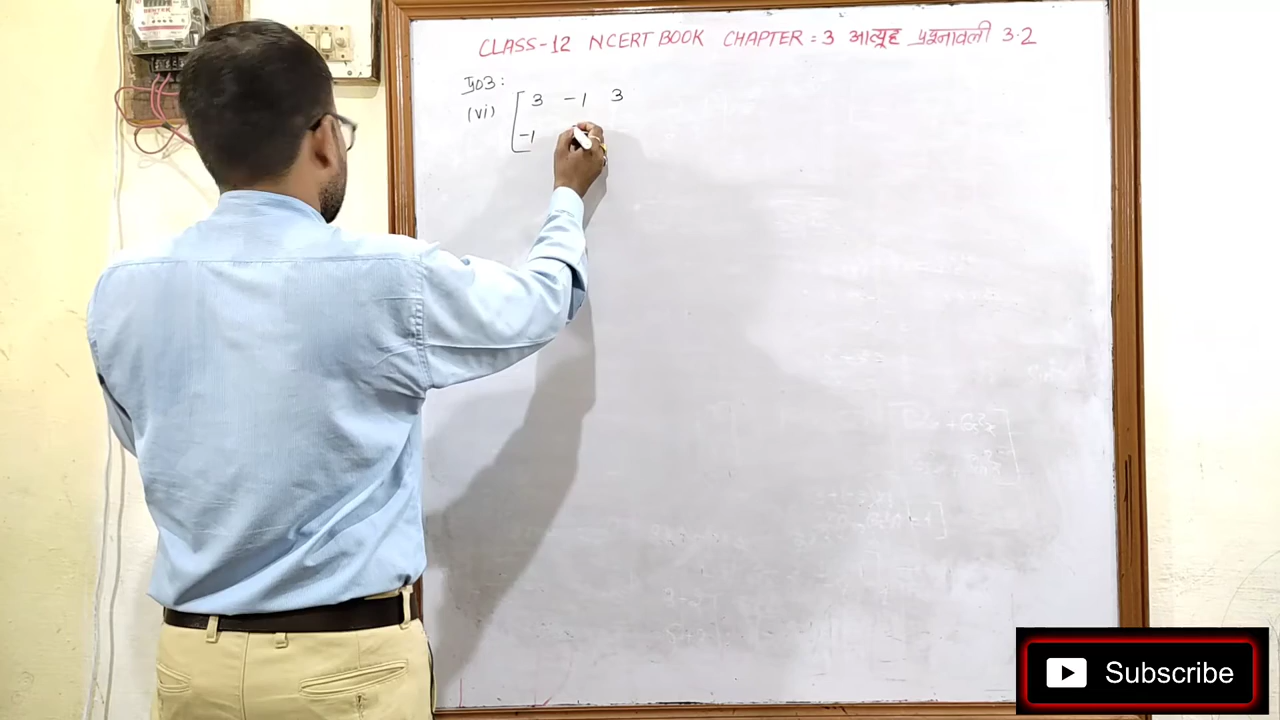 CLASS-12 NCERT BOOK CHAPTER:3 आव्यूह प्रश्नावली 3.2
प्र03:
(vi) [ 3 -1 3
-1
Subscribe